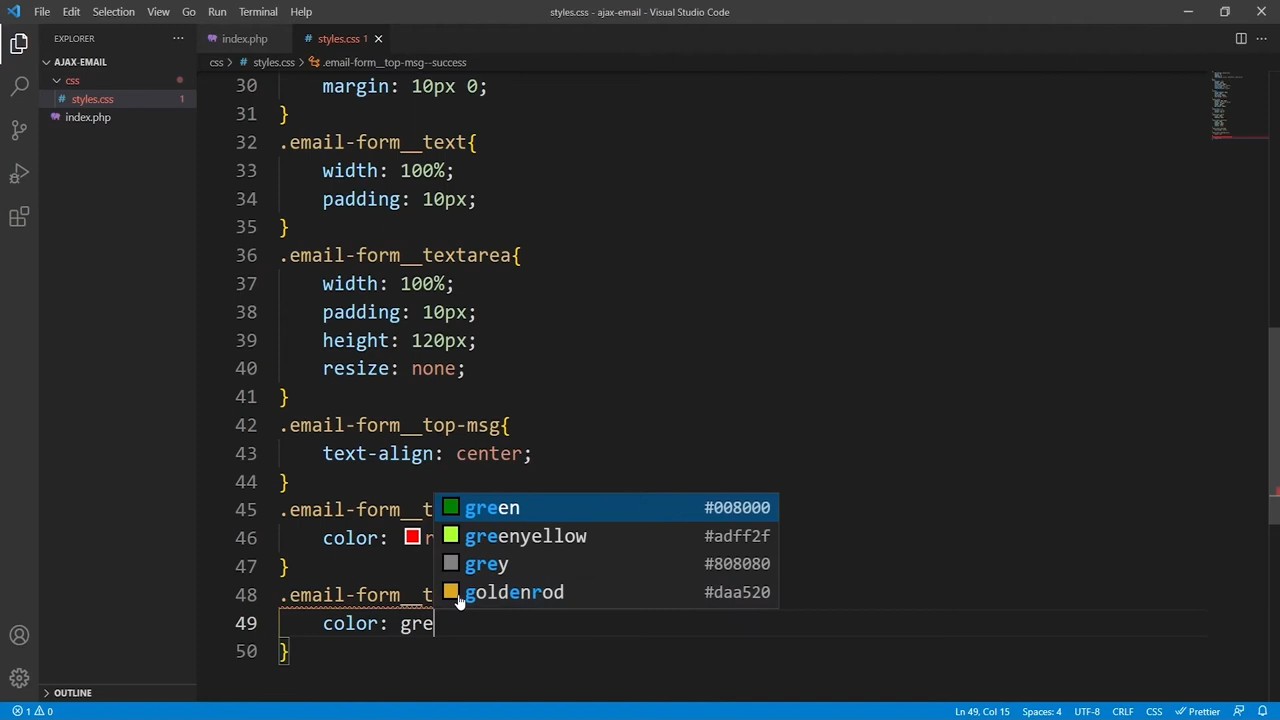 File Edit Selection View Go Run Terminal Help
styles.css - ajax-email - Visual Studio Code
EXPLORER
index.php
styles.css 1
AJAX-EMAIL
css > styles.css > .email-form__top-msg--success
css
styles.css 1
index.php
30 margin: 10px 0;
31 }
32 .email-form__text{
33 width: 100%;
34 padding: 10px;
35 }
36 .email-form__textarea{
37 width: 100%;
38 padding: 10px;
39 height: 120px;
40 resize: none;
41 }
42 .email-form__top-msg{
43 text-align: center;
44 }
45 .email-form__t
green #008000
greenyellow #adff2f
46 color: r
grey #808080
47 }
goldenrod #daa520
48 .email-form__t
49 color: gre
50 }
OUTLINE
1 0
Ln 49, Col 15 Spaces: 4 UTF-8 CRLF CSS Prettier